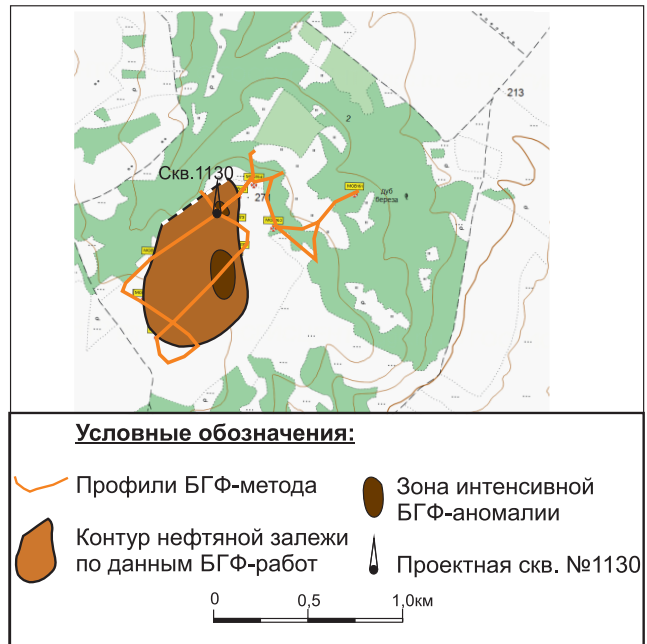 213
2
Скв.1130
дуб
береза
Условные обозначения:
Профили БГФ-метода
Зона интенсивной
БГФ-аномалии
Контур нефтяной залежи
по данным БГФ-работ
Проектная скв. №1130
0
0,5
1,0км